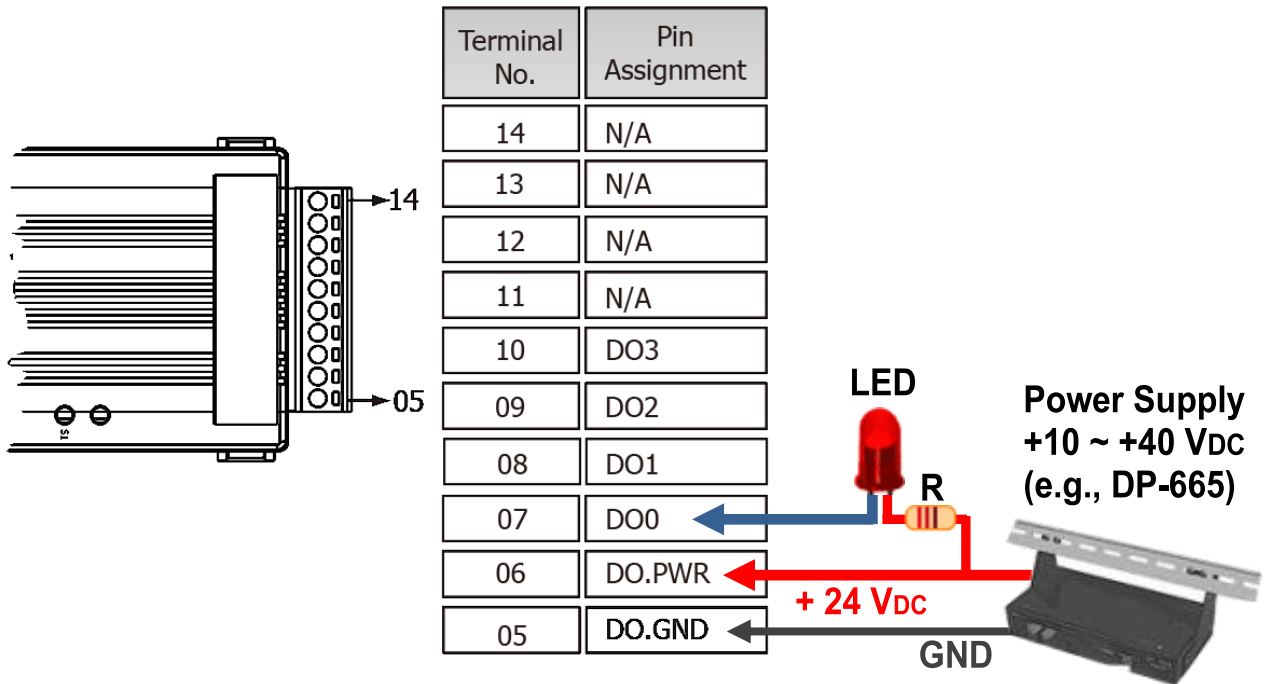 Terminal No.
Pin Assignment
14 N/A
13 N/A
12 N/A
11 N/A
10 DO3
09 DO2
08 DO1
07 DO0
06 DO.PWR
05 DO.GND
14
05
LED
R
Power Supply
+10 ~ +40 VDC
(e.g., DP-665)
+ 24 VDC
GND